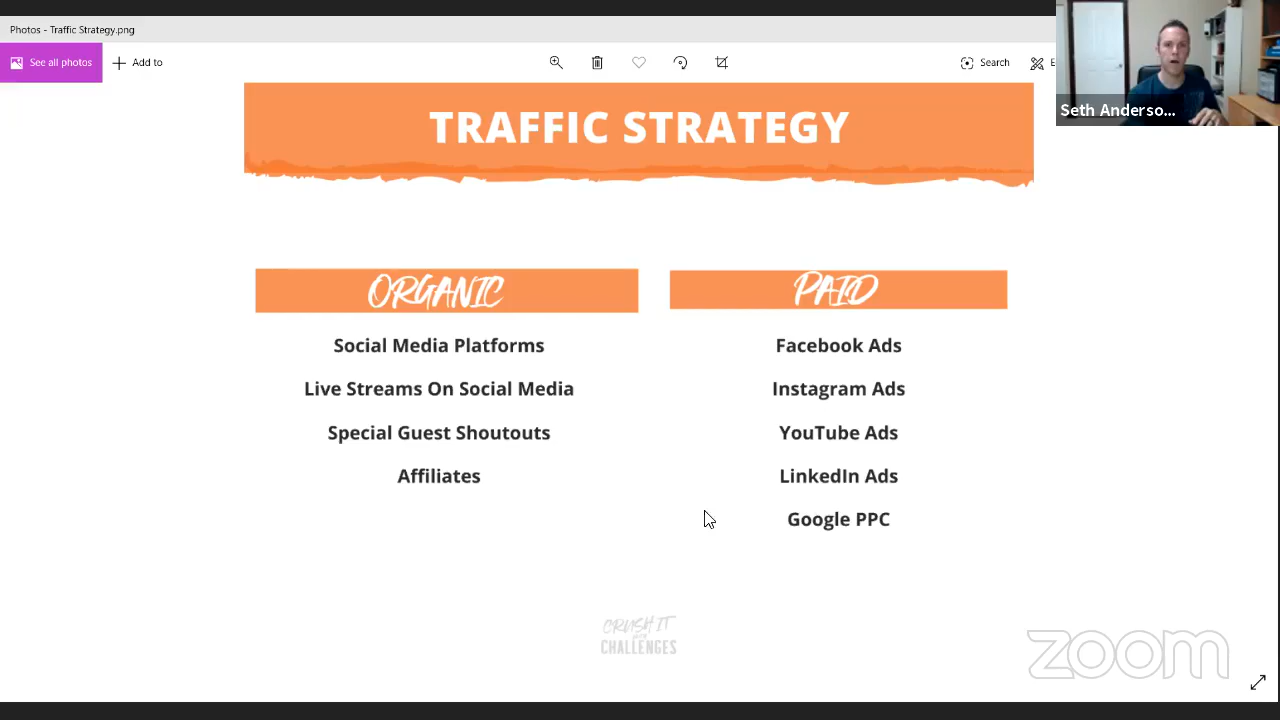 Photos - Traffic Strategy.png
See all photos
Add to
Search
E
Seth Anderso...
TRAFFIC STRATEGY
ORGANIC
Social Media Platforms
Live Streams On Social Media
Special Guest Shoutouts
Affiliates
PAID
Facebook Ads
Instagram Ads
YouTube Ads
LinkedIn Ads
Google PPC
CRUSH IT
WITH
CHALLENGES
zoom